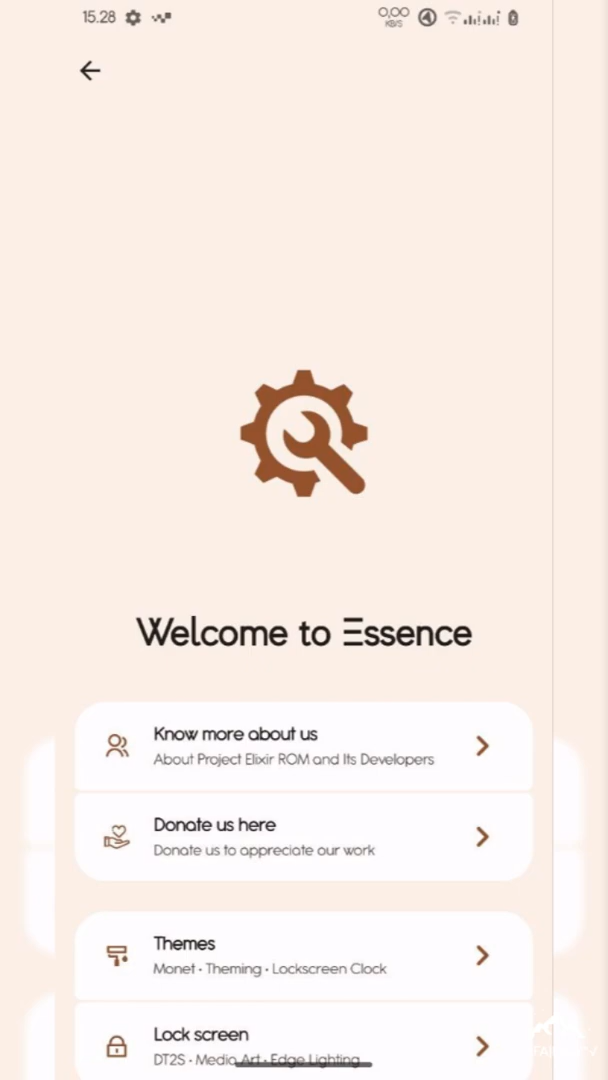 15.28 0,00
KB/S
Welcome to Essence
Know more about us
About Project Elixir ROM and Its Developers
Donate us here
Donate us to appreciate our work
Themes
Monet • Theming • Lockscreen Clock
Lock screen
DT2S • Media Art • Edge Lighting